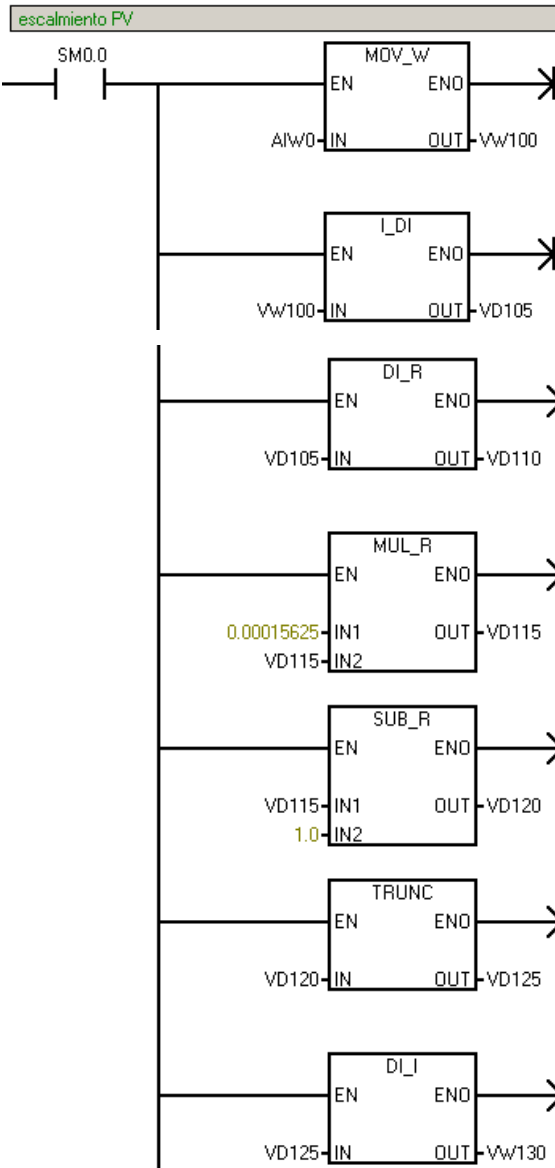 escalmiento PV
SM0.0
MOV_W
EN ENO
AIW0 IN OUT VW100
I_DI
EN ENO
VW100 IN OUT VD105
DI_R
EN ENO
VD105 IN OUT VD110
MUL_R
EN ENO
0.00015625 IN1 OUT VD115
VD115 IN2
SUB_R
EN ENO
VD115 IN1 OUT VD120
1.0 IN2
TRUNC
EN ENO
VD120 IN OUT VD125
DI_I
EN ENO
VD125 IN OUT VW130